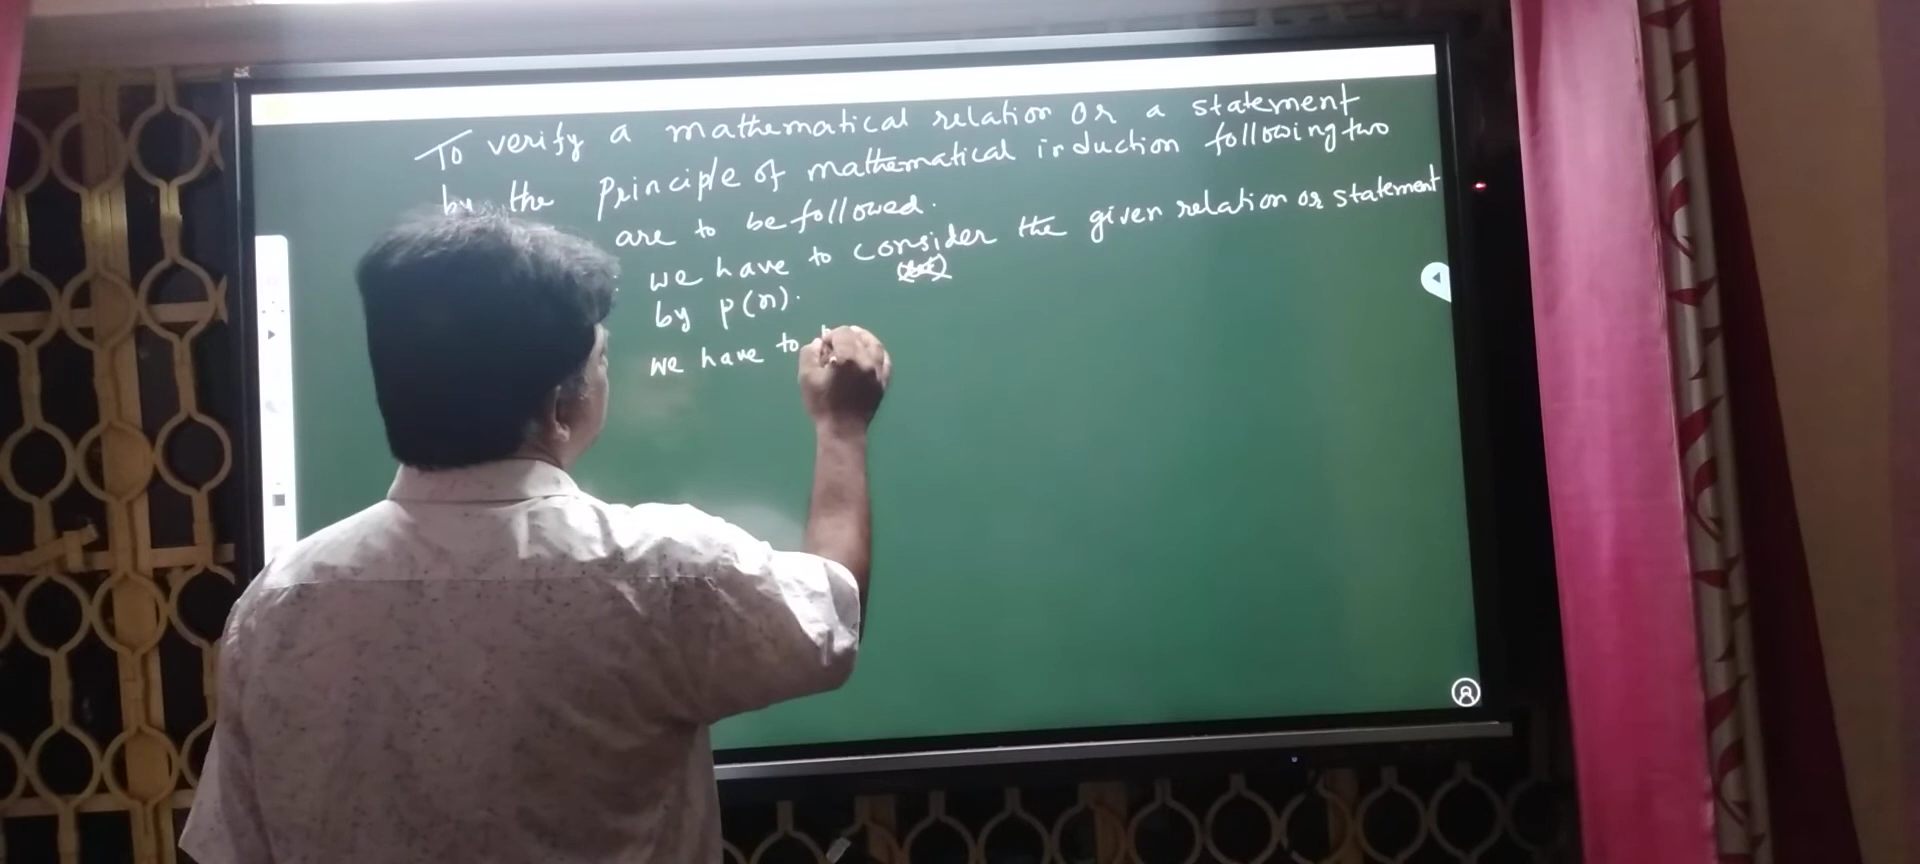 To verify a mathematical relation or a statement
by the Principle of mathematical induction following two
are to be followed.
we have to consider the given relation or statement
by P(n).
we have to